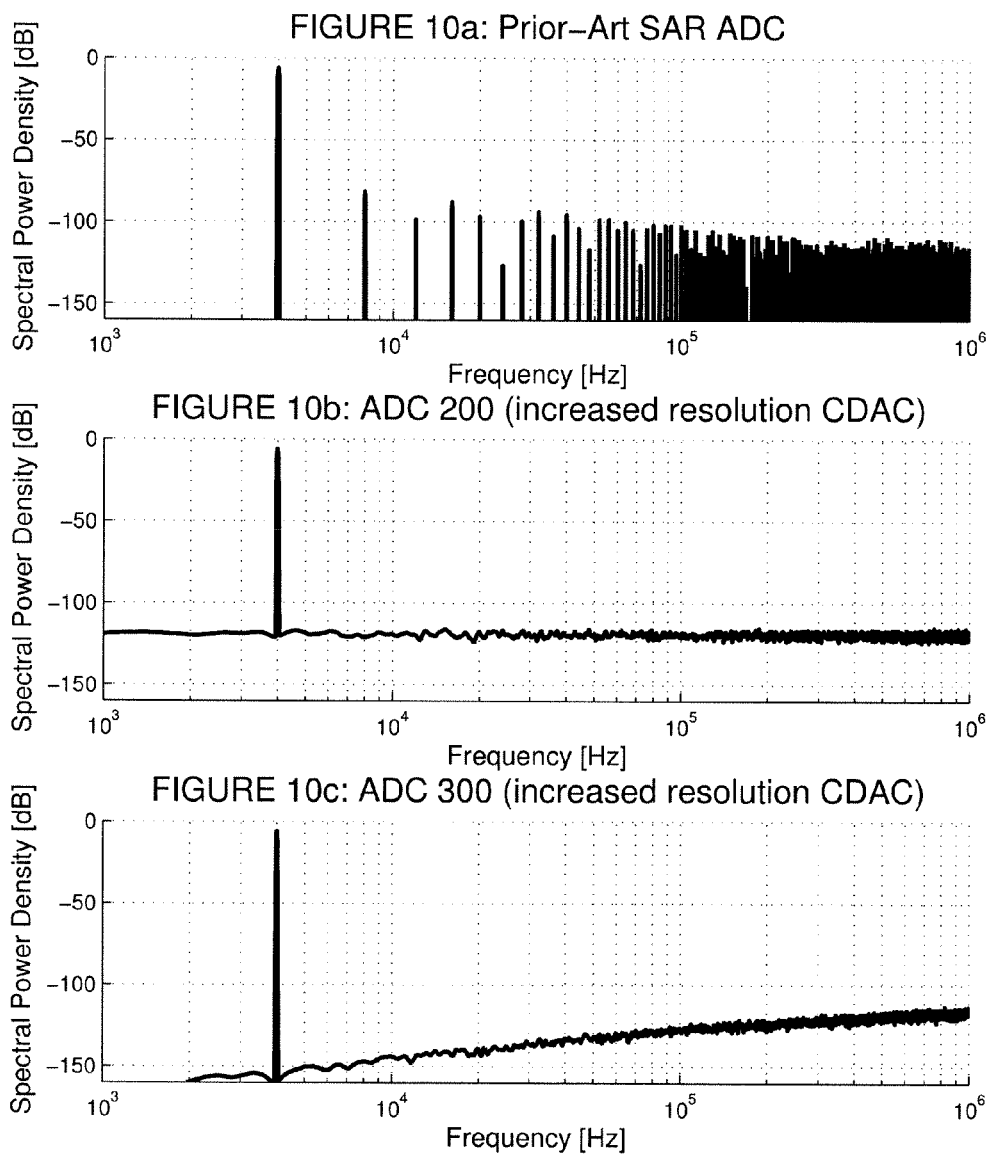 FIGURE 10a: Prior-Art SAR ADC
Spectral Power Density [dB]
0
-50
-100
-150
10^3
10^4
10^5
10^6
Frequency [Hz]
FIGURE 10b: ADC 200 (increased resolution CDAC)
Spectral Power Density [dB]
0
-50
-100
-150
10^3
10^4
10^5
10^6
Frequency [Hz]
FIGURE 10c: ADC 300 (increased resolution CDAC)
Spectral Power Density [dB]
0
-50
-100
-150
10^3
10^4
10^5
10^6
Frequency [Hz]